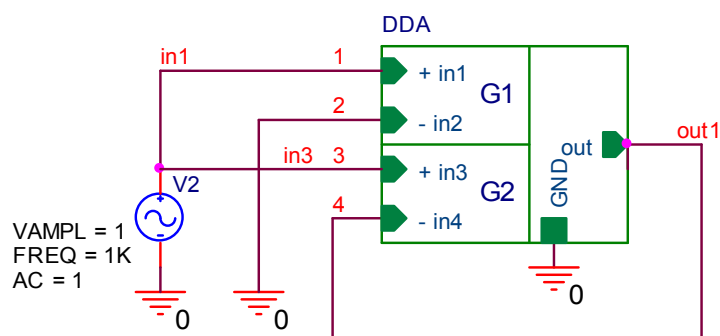 DDA
in1
1
+ in1
G1
2
- in2
in3
3
+ in3
G2
4
- in4
GND
out
out1
V2
VAMPL = 1
FREQ = 1K
AC = 1
0
0
0